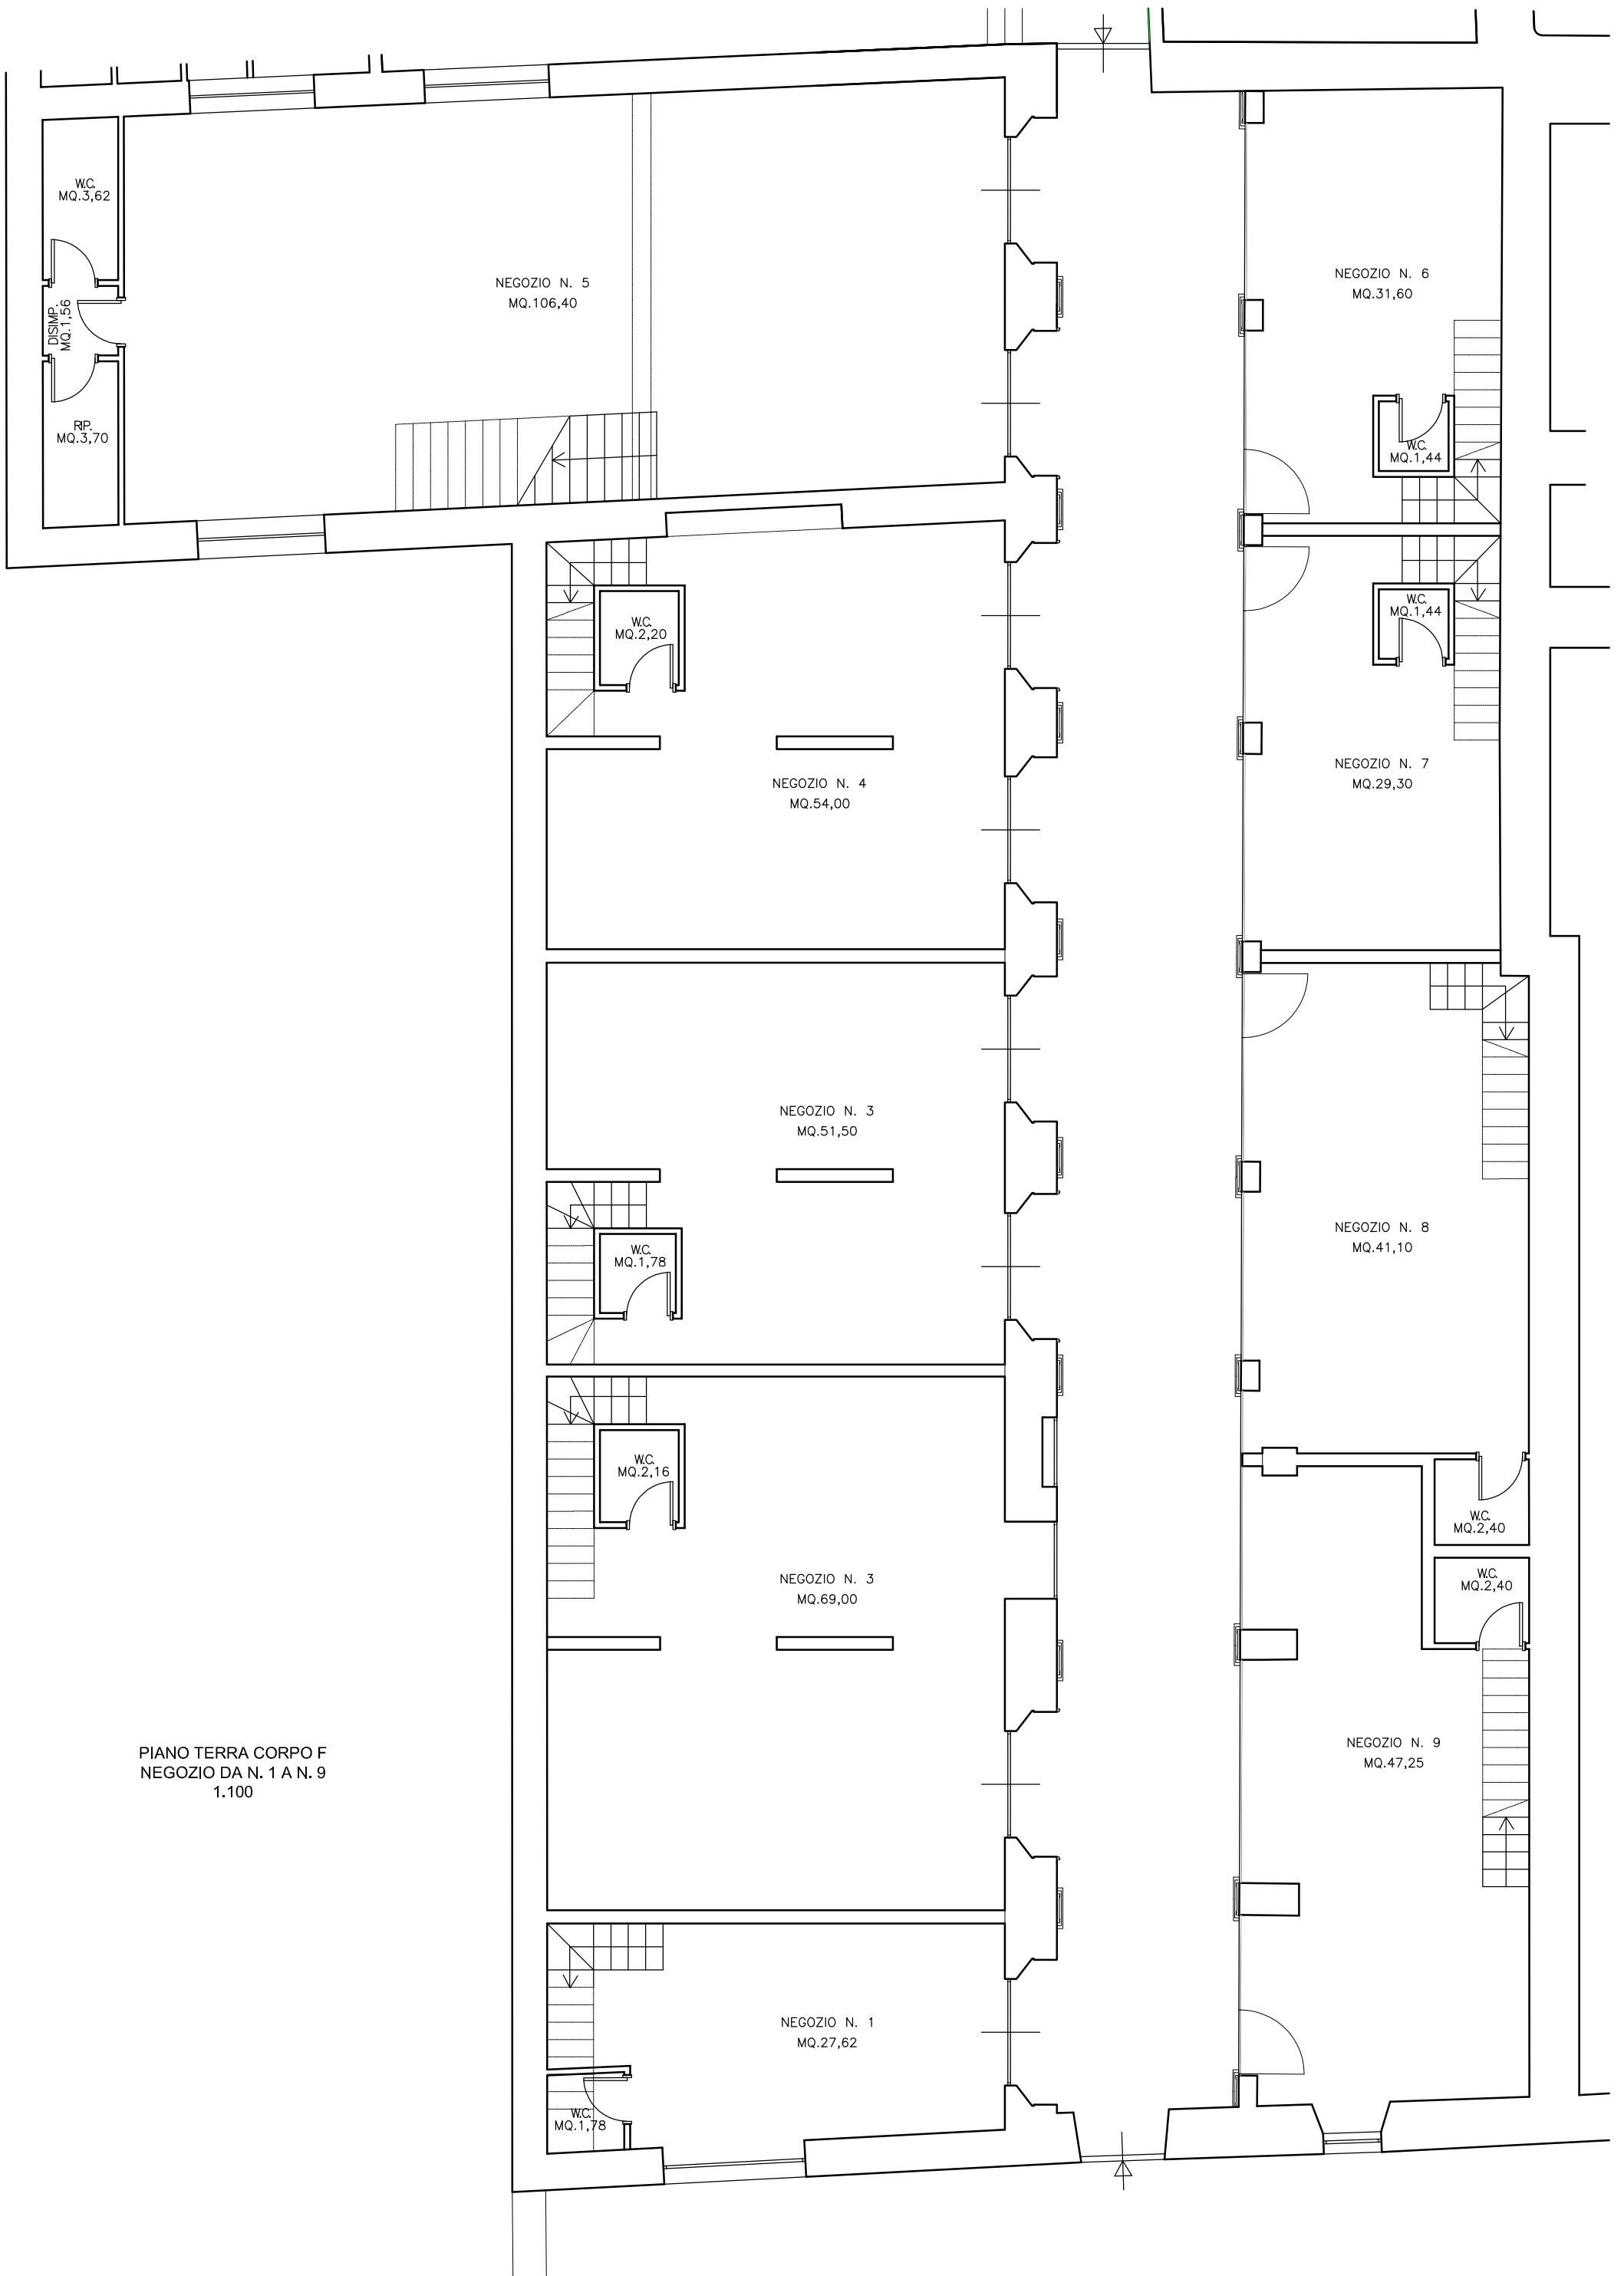 W.C.
MQ.3,62
DISIMP.
MQ.1,56
RIP.
MQ.3,70
NEGOZIO N. 5
MQ.106,40
NEGOZIO N. 6
MQ.31,60
W.C.
MQ.1,44
W.C.
MQ.1,44
W.C.
MQ.2,20
NEGOZIO N. 4
MQ.54,00
NEGOZIO N. 7
MQ.29,30
NEGOZIO N. 3
MQ.51,50
W.C.
MQ.1,78
NEGOZIO N. 8
MQ.41,10
W.C.
MQ.2,16
W.C.
MQ.2,40
W.C.
MQ.2,40
NEGOZIO N. 3
MQ.69,00
NEGOZIO N. 9
MQ.47,25
PIANO TERRA CORPO F
NEGOZIO DA N. 1 A N. 9
1.100
NEGOZIO N. 1
MQ.27,62
W.C.
MQ.1,78